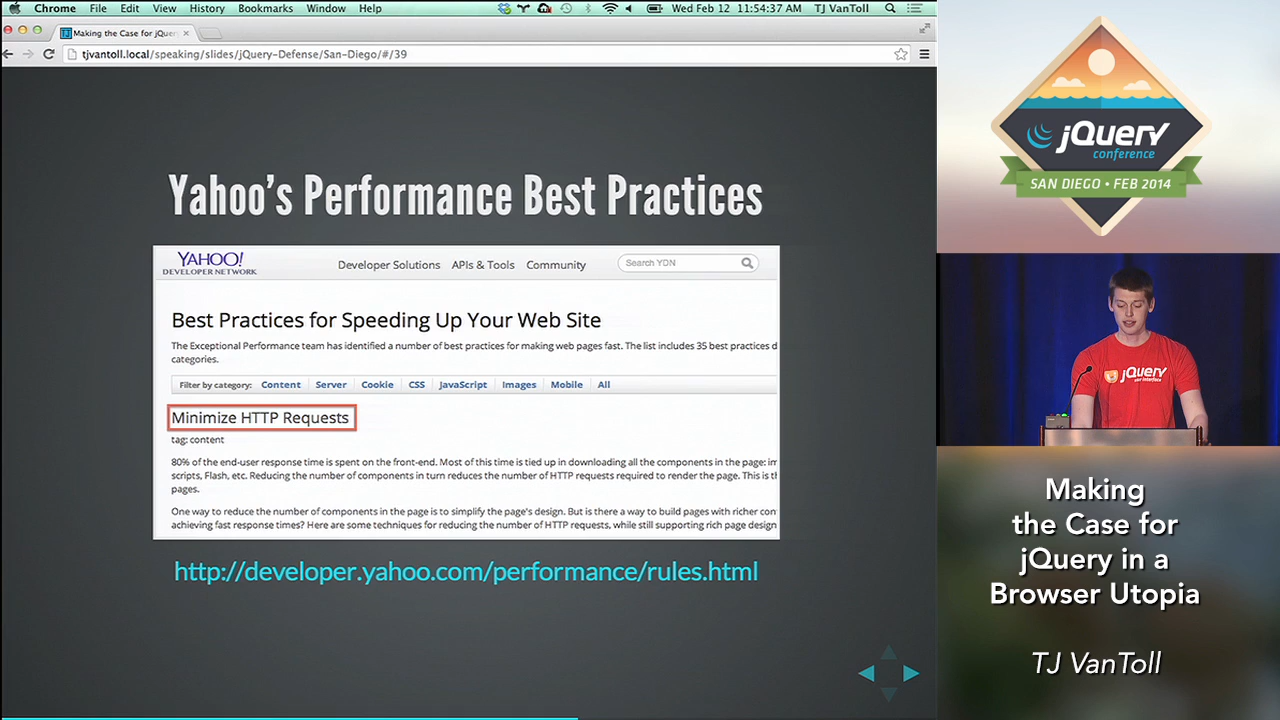 Chrome File Edit View History Bookmarks Window Help Wed Feb 12 11:54:37 AM TJ VanToll
Making the Case for jQuer
tjvantoll.local/speaking/slides/jQuery-Defense/San-Diego/#/39
Yahoo's Performance Best Practices
YAHOO!
DEVELOPER NETWORK
Developer Solutions APIs & Tools Community Search YDN
Best Practices for Speeding Up Your Web Site
The Exceptional Performance team has identified a number of best practices for making web pages fast. The list includes 35 best practices d
categories.
Filter by category: Content Server Cookie CSS JavaScript Images Mobile All
Minimize HTTP Requests
tag: content
80% of the end-user response time is spent on the front-end. Most of this time is tied up in downloading all the components in the page: im
scripts, Flash, etc. Reducing the number of components in turn reduces the number of HTTP requests required to render the page. This is th
pages.
One way to reduce the number of components in the page is to simplify the page's design. But is there a way to build pages with richer con
achieving fast response times? Here are some techniques for reducing the number of HTTP requests, while still supporting rich page design
http://developer.yahoo.com/performance/rules.html
jQuery
conference
SAN DIEGO • FEB 2014
jQuery
user interface
Making
the Case for
jQuery in a
Browser Utopia
TJ VanToll